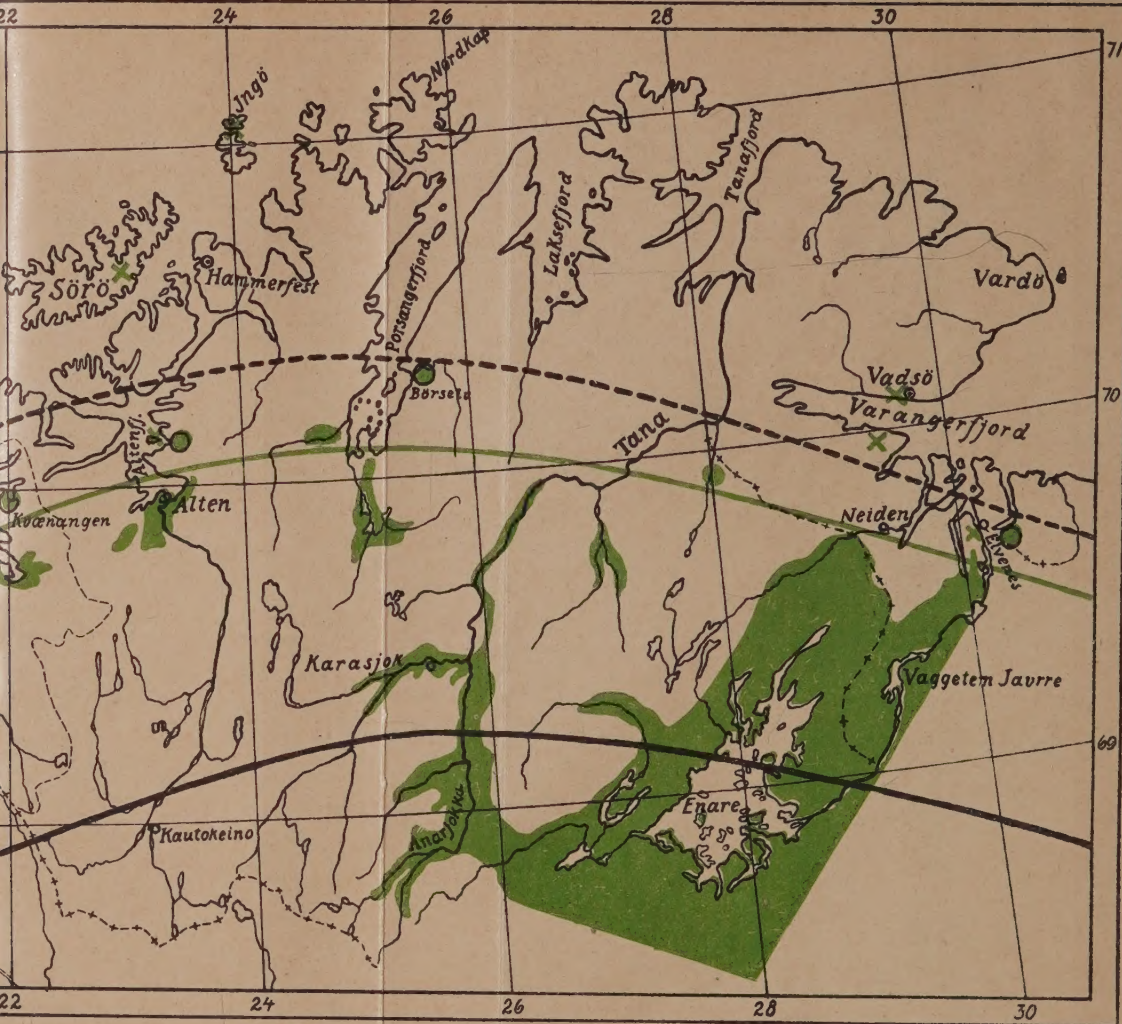 22
24
26
28
30
71
Nordkap
Jngö
Tanafjord
Laksefjord
Sörö
Hammerfest
Porsangerfjord
Vardö
Börselv
Vadsö
70
Varangerfjord
Tana
Altenfj.
Alten
Kvænangen
Neiden
Elvenes
Karasjok
Vaggetem Javrre
69
Enare
Anarjokka
Kautokeino
22
24
26
28
30